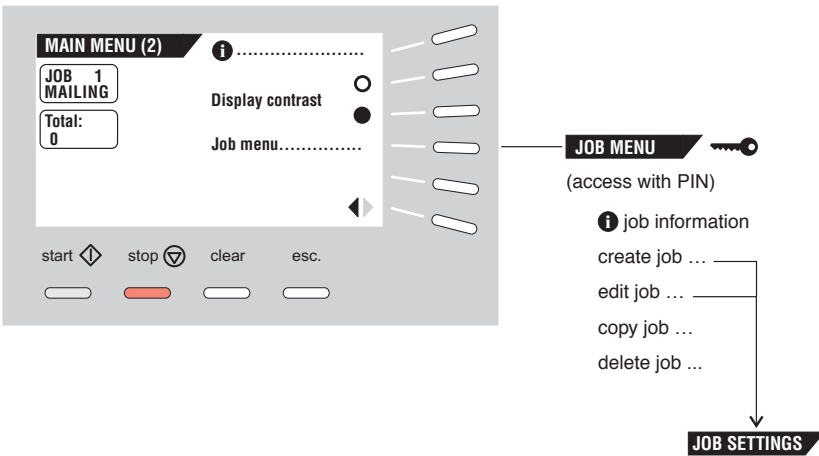 MAIN MENU (2)
i ......................
JOB 1
MAILING
Display contrast
Total:
0
Job menu...............
start stop clear esc.
JOB MENU
(access with PIN)
i job information
create job ...
edit job ...
copy job ...
delete job ...
JOB SETTINGS